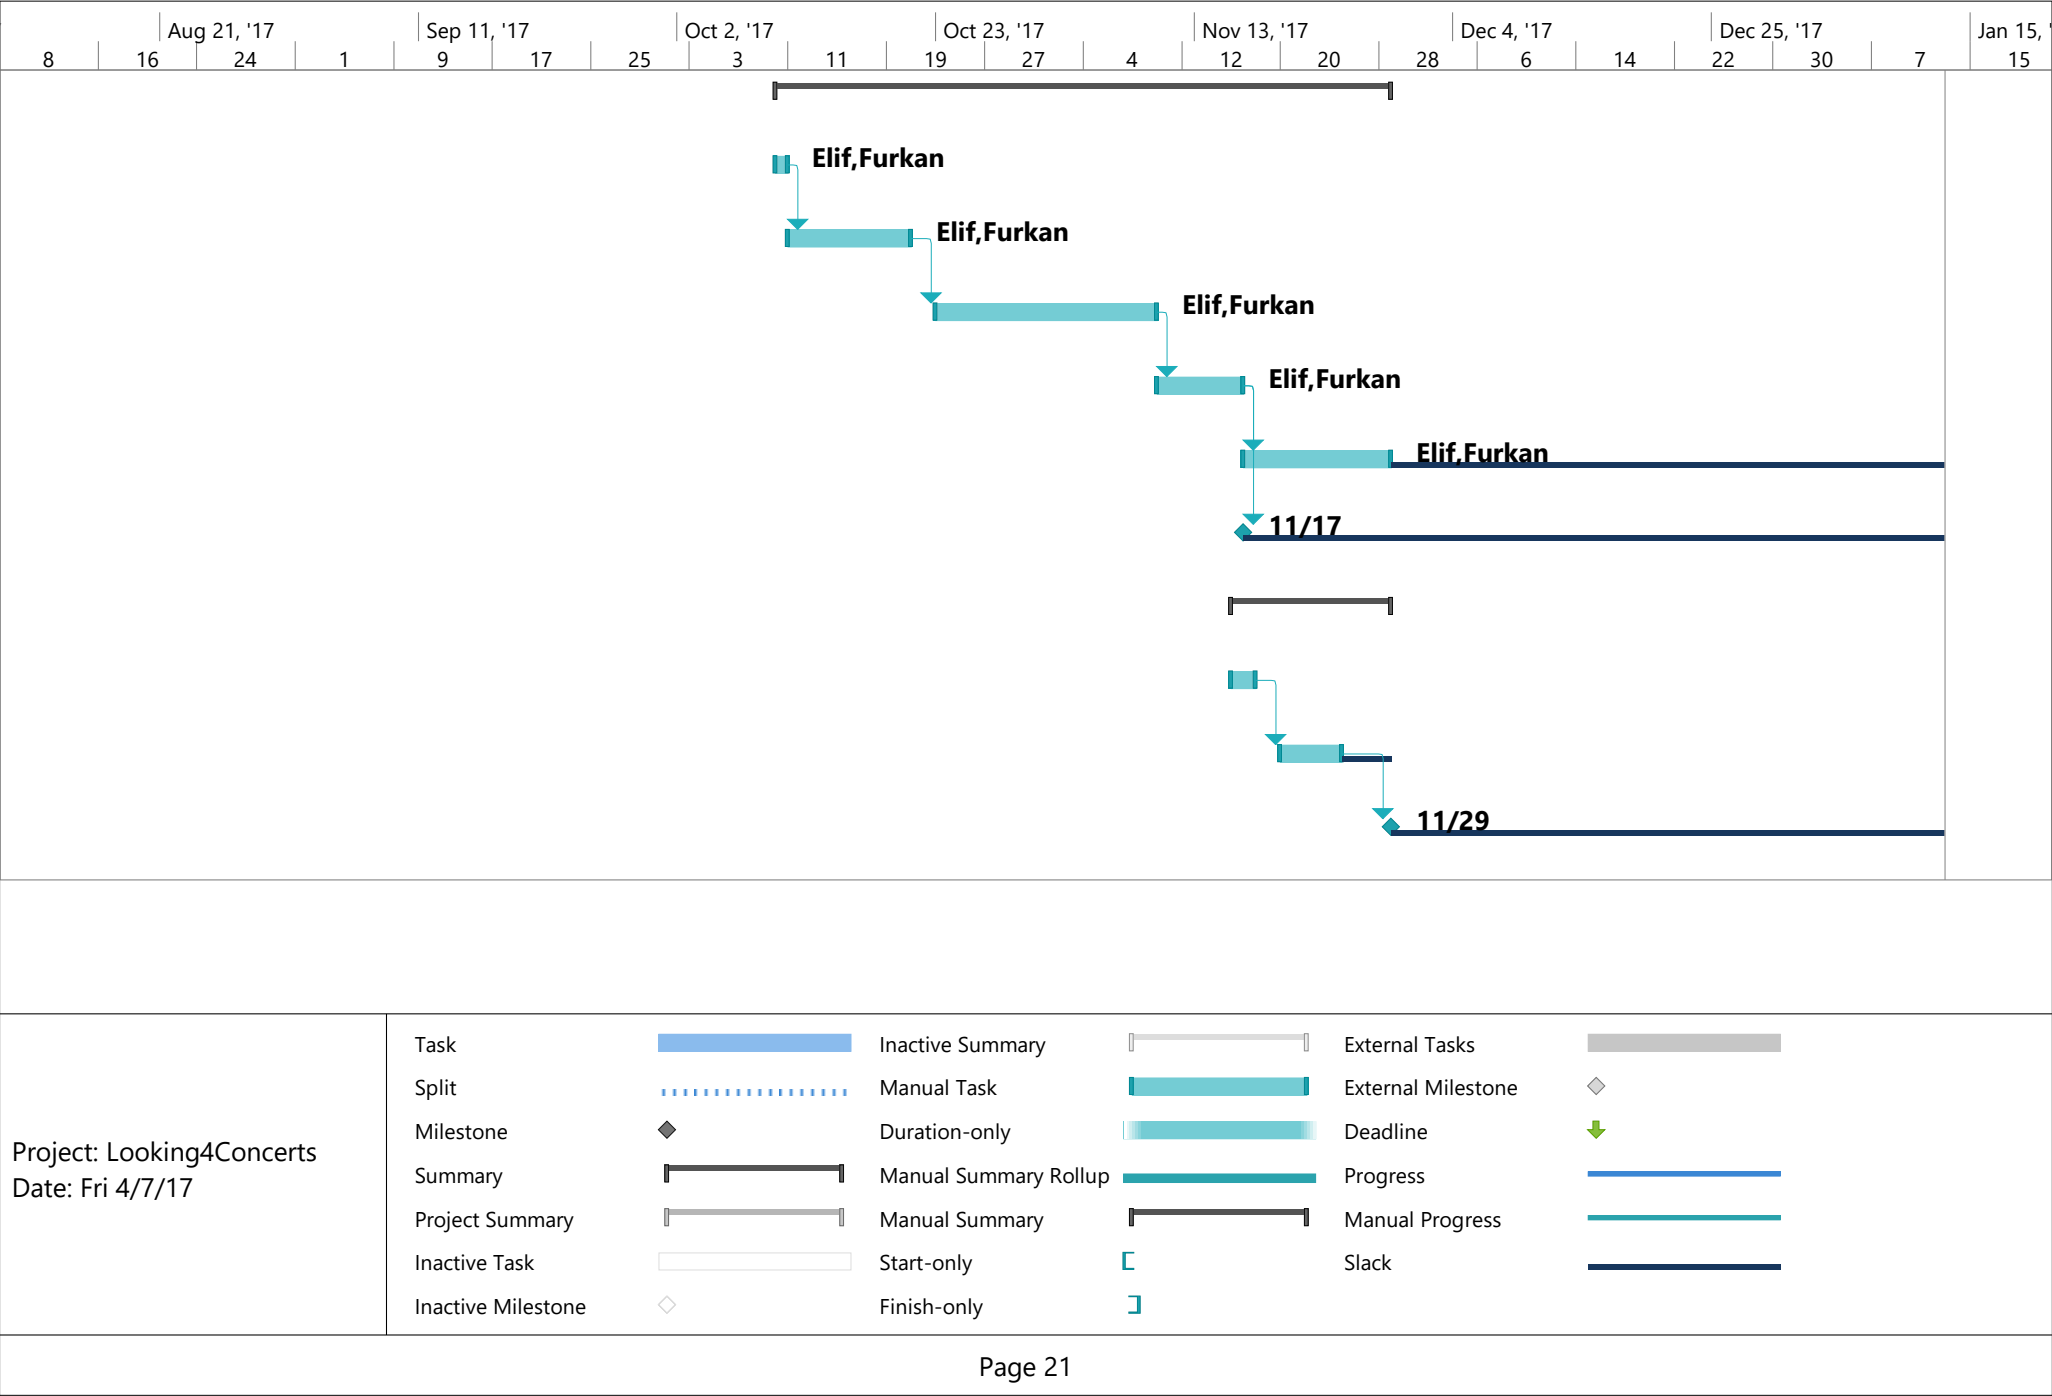 Aug 21, '17 Sep 11, '17 Oct 2, '17 Oct 23, '17 Nov 13, '17 Dec 4, '17 Dec 25, '17 Jan 15, '
8 16 24 1 9 17 25 3 11 19 27 4 12 20 28 6 14 22 30 7 15
Elif,Furkan
Elif,Furkan
Elif,Furkan
Elif,Furkan
Elif,Furkan
11/17
11/29
Project: Looking4Concerts
Date: Fri 4/7/17
Task
Split
Milestone
Summary
Project Summary
Inactive Task
Inactive Milestone
Inactive Summary
Manual Task
Duration-only
Manual Summary Rollup
Manual Summary
Start-only
Finish-only
External Tasks
External Milestone
Deadline
Progress
Manual Progress
Slack
Page 21